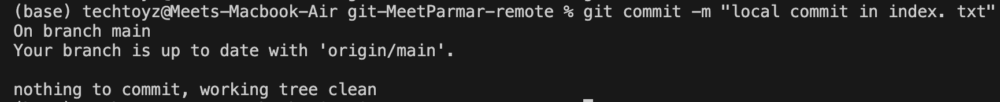 (base) techtoyz@Meets-Macbook-Air git-MeetParmar-remote % git commit -m "local commit in index. txt"
On branch main
Your branch is up to date with 'origin/main'.
nothing to commit, working tree clean